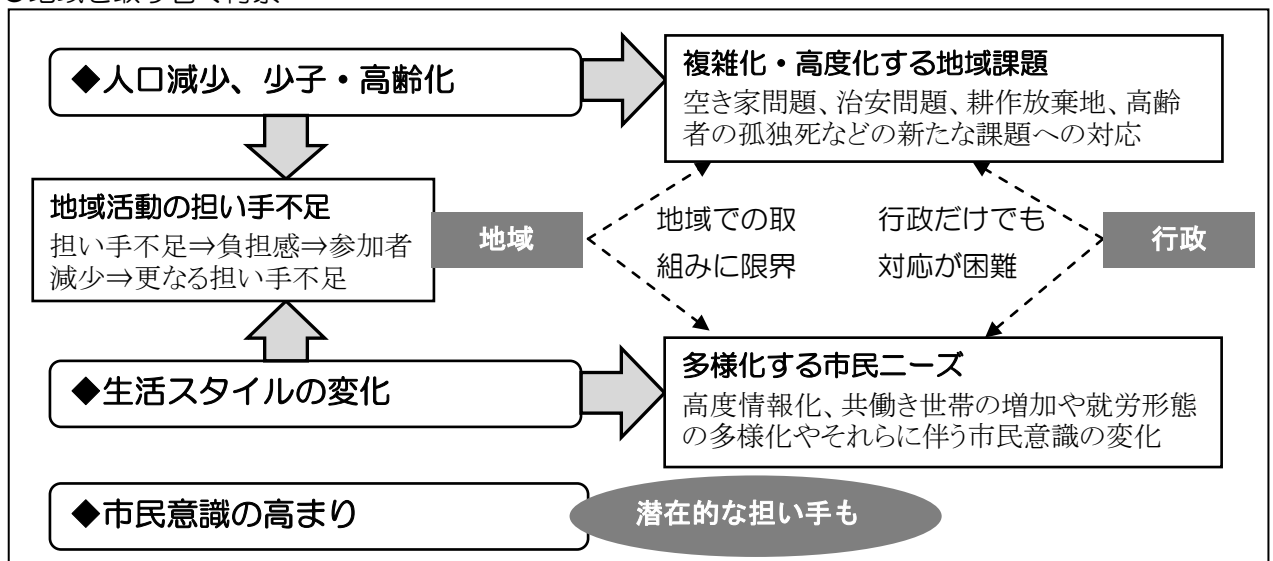 ●地域を取り巻く背景
◆人口減少、少子・高齢化
複雑化・高度化する地域課題
空き家問題、治安問題、耕作放棄地、高齢
者の孤独死などの新たな課題への対応
地域活動の担い手不足
担い手不足⇒負担感⇒参加者
減少⇒更なる担い手不足
地域
地域での取
組みに限界
行政だけでも
対応が困難
行政
◆生活スタイルの変化
多様化する市民ニーズ
高度情報化、共働き世帯の増加や就労形態
の多様化やそれらに伴う市民意識の変化
◆市民意識の高まり
潜在的な担い手も